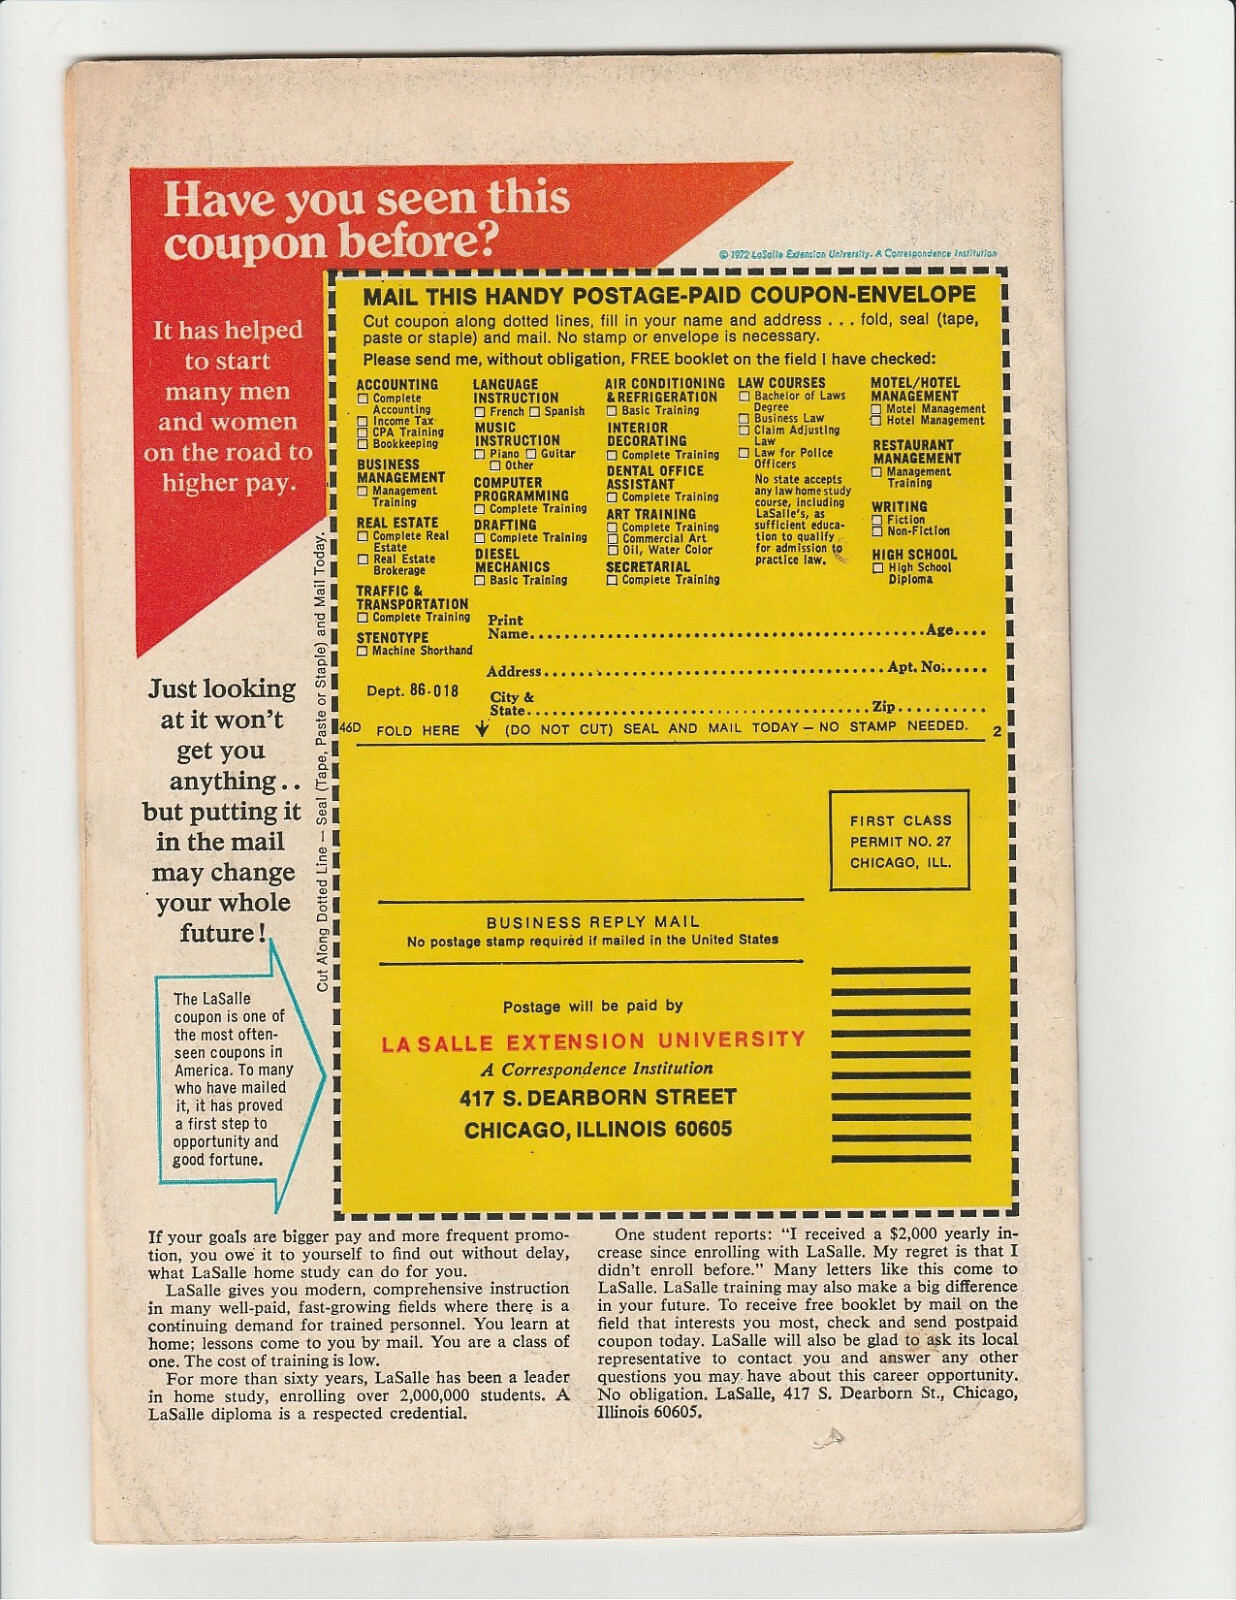 Have you seen this
coupon before?
© 1972 LaSalle Extension University. A Correspondence Institution
It has helped
to start
many men
and women
on the road to
higher pay.
Just looking
at it won't
get you
anything..
but putting it
in the mail
may change
your whole
future!
The LaSalle
coupon is one of
the most often-
seen coupons in
America. To many
who have mailed
it, it has proved
a first step to
opportunity and
good fortune.
Cut Along Dotted Line — Seal (Tape, Paste or Staple) and Mail Today.
MAIL THIS HANDY POSTAGE-PAID COUPON-ENVELOPE
Cut coupon along dotted lines, fill in your name and address . . . fold, seal (tape,
paste or staple) and mail. No stamp or envelope is necessary.
Please send me, without obligation, FREE booklet on the field I have checked:
ACCOUNTING
☐ Complete
Accounting
☐ Income Tax
☐ CPA Training
☐ Bookkeeping
BUSINESS
MANAGEMENT
☐ Management
Training
REAL ESTATE
☐ Complete Real
Estate
☐ Real Estate
Brokerage
TRAFFIC &
TRANSPORTATION
☐ Complete Training
STENOTYPE
☐ Machine Shorthand
LANGUAGE
INSTRUCTION
☐ French ☐ Spanish
MUSIC
INSTRUCTION
☐ Piano ☐ Guitar
☐ Other
COMPUTER
PROGRAMMING
☐ Complete Training
DRAFTING
☐ Complete Training
DIESEL
MECHANICS
☐ Basic Training
AIR CONDITIONING
& REFRIGERATION
☐ Basic Training
INTERIOR
DECORATING
☐ Complete Training
DENTAL OFFICE
ASSISTANT
☐ Complete Training
ART TRAINING
☐ Complete Training
☐ Commercial Art
☐ Oil, Water Color
SECRETARIAL
☐ Complete Training
LAW COURSES
☐ Bachelor of Laws
Degree
☐ Business Law
☐ Claim Adjusting
Law
☐ Law for Police
Officers
No state accepts
any law home study
course, including
LaSalle's, as
sufficient educa-
tion to qualify
for admission to
practice law.
MOTEL/HOTEL
MANAGEMENT
☐ Motel Management
☐ Hotel Management
RESTAURANT
MANAGEMENT
☐ Management
Training
WRITING
☐ Fiction
☐ Non-Fiction
HIGH SCHOOL
☐ High School
Diploma
Print
Name........ Age....
Address........ Apt. No.....
Dept. 86-018
City &
State........ Zip........
46D FOLD HERE (DO NOT CUT) SEAL AND MAIL TODAY — NO STAMP NEEDED. 2
FIRST CLASS
PERMIT NO. 27
CHICAGO, ILL.
BUSINESS REPLY MAIL
No postage stamp required if mailed in the United States
Postage will be paid by
LA SALLE EXTENSION UNIVERSITY
A Correspondence Institution
417 S. DEARBORN STREET
CHICAGO, ILLINOIS 60605
If your goals are bigger pay and more frequent promo-
tion, you owe it to yourself to find out without delay,
what LaSalle home study can do for you.
LaSalle gives you modern, comprehensive instruction
in many well-paid, fast-growing fields where there is a
continuing demand for trained personnel. You learn at
home; lessons come to you by mail. You are a class of
one. The cost of training is low.
For more than sixty years, LaSalle has been a leader
in home study, enrolling over 2,000,000 students. A
LaSalle diploma is a respected credential.
One student reports: "I received a $2,000 yearly in-
crease since enrolling with LaSalle. My regret is that I
didn't enroll before." Many letters like this come to
LaSalle. LaSalle training may also make a big difference
in your future. To receive free booklet by mail on the
field that interests you most, check and send postpaid
coupon today. LaSalle will also be glad to ask its local
representative to contact you and answer any other
questions you may have about this career opportunity.
No obligation. LaSalle, 417 S. Dearborn St., Chicago,
Illinois 60605.